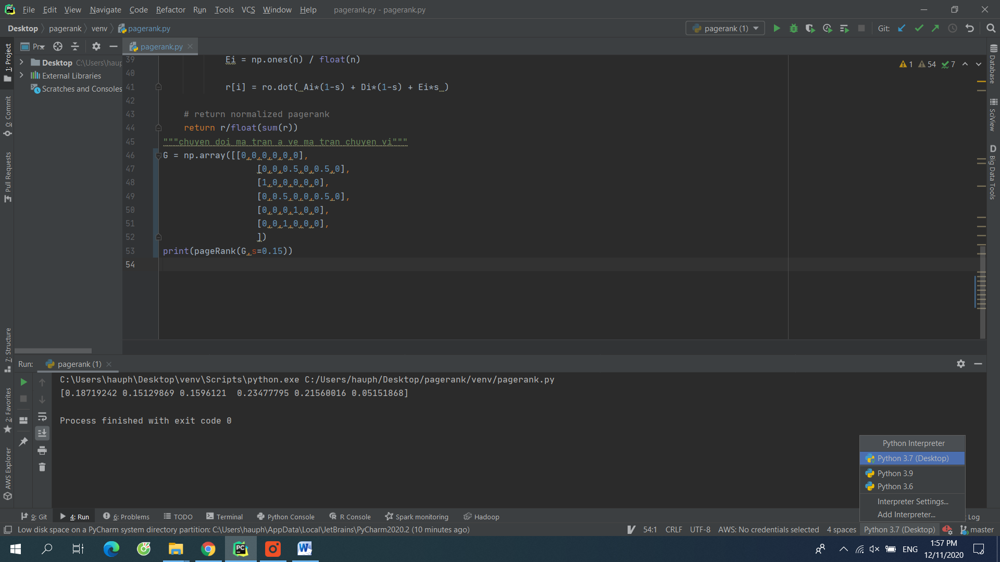 File Edit View Navigate Code Refactor Run Tools VCS Window Help pagerank.py - pagerank.py
Desktop pagerank venv pagerank.py pagerank (1) Git:
Pr pagerank.py
1: Project
0: Commit
Pull Requests
7: Structure
2: Favorites
AWS Explorer
Desktop C:\Users\haup
External Libraries
Scratches and Consoles
1 54 7
39 Ei = np.ones(n) / float(n)
40
41 r[i] = ro.dot( Ai*(1-s) + Di*(1-s) + Ei*s )
42
43 # return normalized pagerank
44 return r/float(sum(r))
45 """chuyen doi ma tran a ve ma tran chuyen vi"""
46 G = np.array([[0,0,0,0,0,0],
47 [0,0,0.5,0,0.5,0],
48 [1,0,0,0,0,0],
49 [0,0.5,0,0,0.5,0],
50 [0,0,0,1,0,0],
51 [0,0,1,0,0,0],
52 ])
53 print(pageRank(G,s=0.15))
54
Database
SciView
D Big Data Tools
Run: pagerank (1)
C:\Users\hauph\Desktop\venv\Scripts\python.exe C:/Users/hauph/Desktop/pagerank/venv/pagerank.py
[0.18719242 0.15129869 0.1596121  0.23477795 0.21560016 0.05151868]
Process finished with exit code 0
Python Interpreter
Python 3.7 (Desktop)
Python 3.9
Python 3.6
Interpreter Settings...
Add Interpreter...
9: Git 4: Run 6: Problems TODO Terminal Python Console R Console Spark monitoring Hadoop Log
Low disk space on a PyCharm system directory partition: C:\Users\hauph\AppData\Local\JetBrains\PyCharm2020.2 (10 minutes ago) 54:1 CRLF UTF-8 AWS: No credentials selected 4 spaces Python 3.7 (Desktop) master
PC W ENG
1:57 PM
12/11/2020